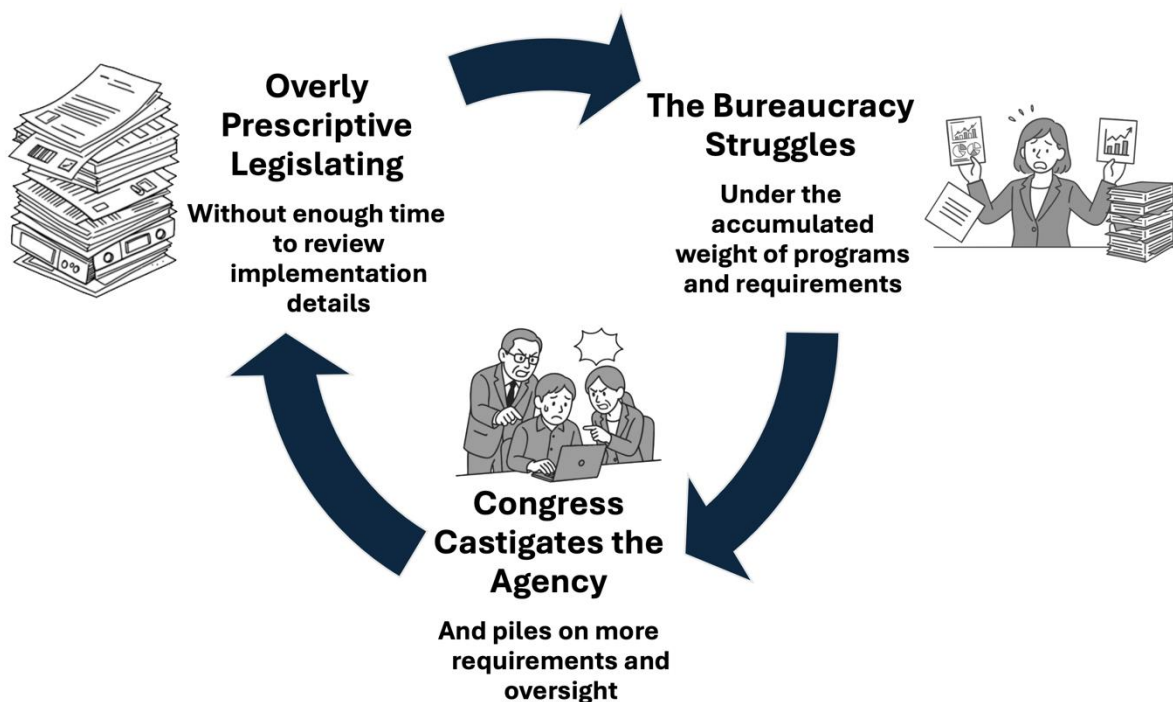 Overly
Prescriptive
Legislating
Without enough time
to review
implementation
details
The Bureaucracy
Struggles
Under the
accumulated
weight of programs
and requirements
Congress
Castigates the
Agency
And piles on more
requirements and
oversight